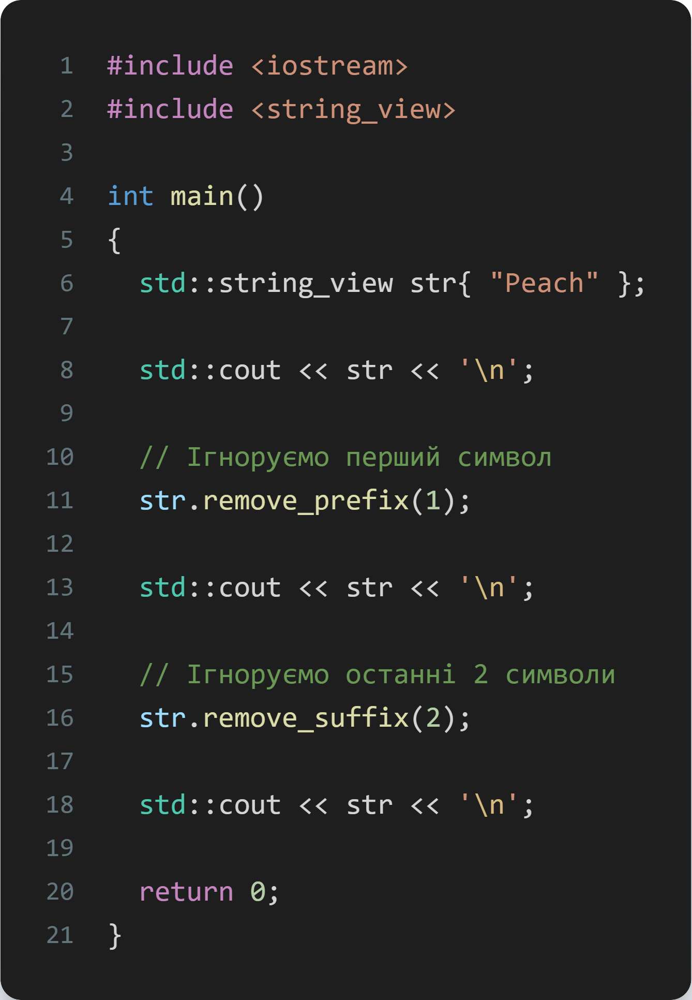 1 #include <iostream>
2 #include <string_view>
3
4 int main()
5 {
6 std::string_view str{ "Peach" };
7
8 std::cout << str << '\n';
9
10 // Ігноруємо перший символ
11 str.remove_prefix(1);
12
13 std::cout << str << '\n';
14
15 // Ігноруємо останні 2 символи
16 str.remove_suffix(2);
17
18 std::cout << str << '\n';
19
20 return 0;
21 }